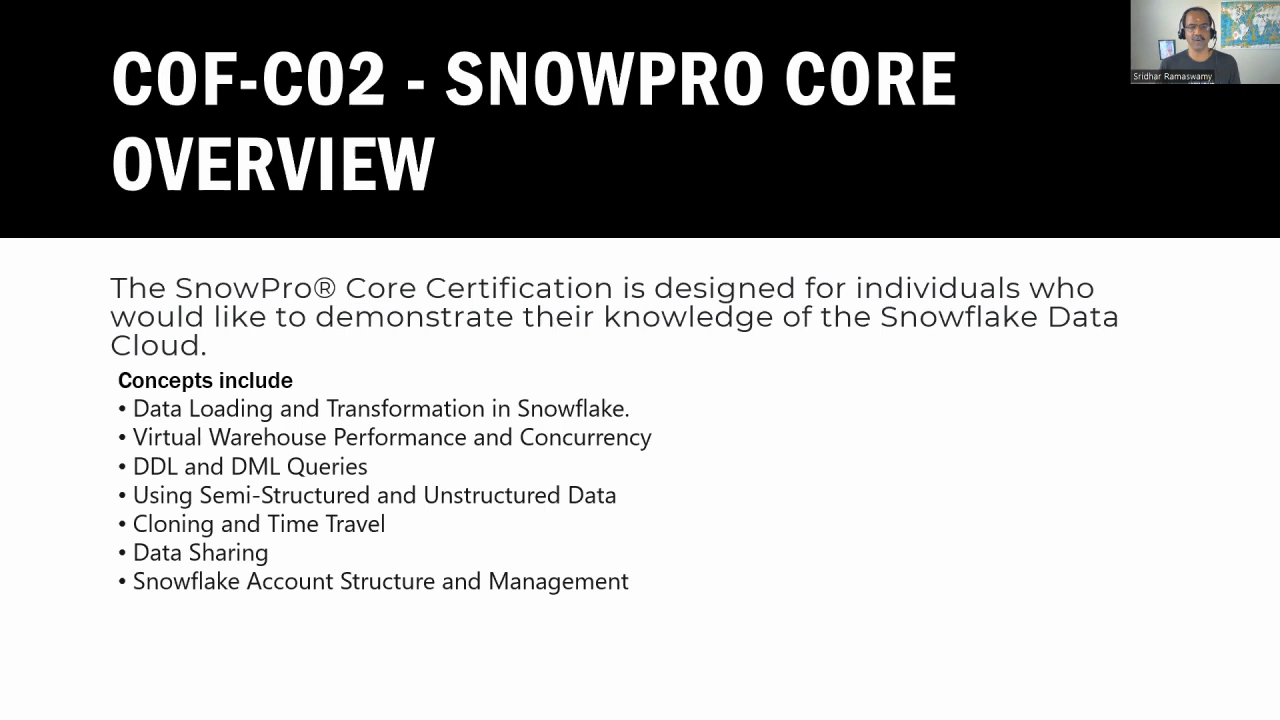 COF-C02 - SNOWPRO CORE
OVERVIEW
Sridhar Ramaswamy
The SnowPro® Core Certification is designed for individuals who
would like to demonstrate their knowledge of the Snowflake Data
Cloud.
Concepts include
• Data Loading and Transformation in Snowflake.
• Virtual Warehouse Performance and Concurrency
• DDL and DML Queries
• Using Semi-Structured and Unstructured Data
• Cloning and Time Travel
• Data Sharing
• Snowflake Account Structure and Management